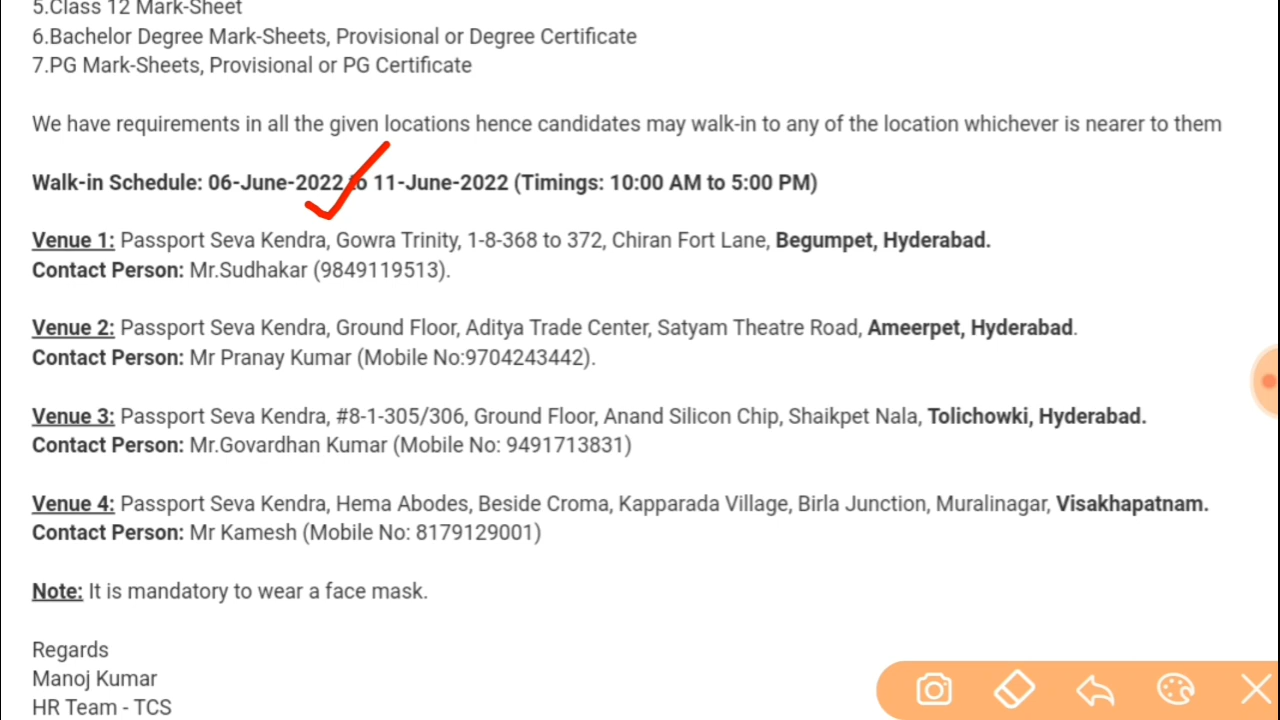 5.Class 12 Mark-Sheet
6.Bachelor Degree Mark-Sheets, Provisional or Degree Certificate
7.PG Mark-Sheets, Provisional or PG Certificate
We have requirements in all the given locations hence candidates may walk-in to any of the location whichever is nearer to them
Walk-in Schedule: 06-June-2022 to 11-June-2022 (Timings: 10:00 AM to 5:00 PM)
Venue 1: Passport Seva Kendra, Gowra Trinity, 1-8-368 to 372, Chiran Fort Lane, Begumpet, Hyderabad.
Contact Person: Mr.Sudhakar (9849119513).
Venue 2: Passport Seva Kendra, Ground Floor, Aditya Trade Center, Satyam Theatre Road, Ameerpet, Hyderabad.
Contact Person: Mr Pranay Kumar (Mobile No:9704243442).
Venue 3: Passport Seva Kendra, #8-1-305/306, Ground Floor, Anand Silicon Chip, Shaikpet Nala, Tolichowki, Hyderabad.
Contact Person: Mr.Govardhan Kumar (Mobile No: 9491713831)
Venue 4: Passport Seva Kendra, Hema Abodes, Beside Croma, Kapparada Village, Birla Junction, Muralinagar, Visakhapatnam.
Contact Person: Mr Kamesh (Mobile No: 8179129001)
Note: It is mandatory to wear a face mask.
Regards
Manoj Kumar
HR Team - TCS